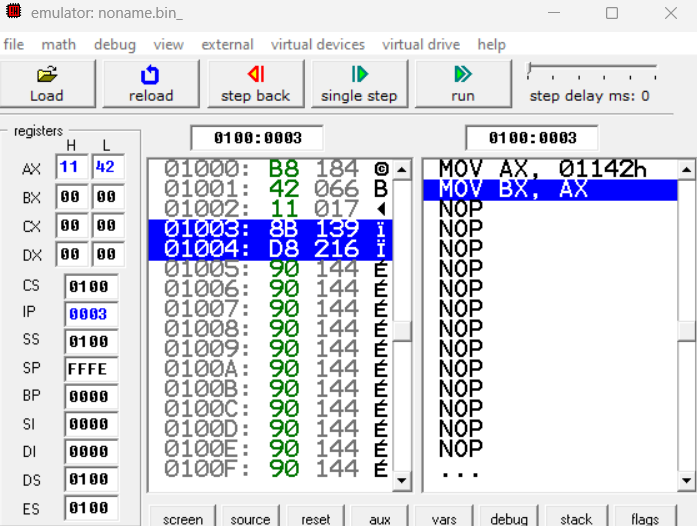 emulator: noname.bin_
file math debug view external virtual devices virtual drive help
Load reload step back single step run step delay ms: 0
registers
H L
AX 11 42
BX 00 00
CX 00 00
DX 00 00
CS 0100
IP 0003
SS 0100
SP FFFE
BP 0000
SI 0000
DI 0000
DS 0100
ES 0100
0100:0003
01000: B8 184 ©
01001: 42 066 B
01002: 11 017 ◄
01003: 8B 139 ï
01004: D8 216 Ï
01005: 90 144 É
01006: 90 144 É
01007: 90 144 É
01008: 90 144 É
01009: 90 144 É
0100A: 90 144 É
0100B: 90 144 É
0100C: 90 144 É
0100D: 90 144 É
0100E: 90 144 É
0100F: 90 144 É
0100:0003
MOV AX, 01142h
MOV BX, AX
NOP
NOP
NOP
NOP
NOP
NOP
NOP
NOP
NOP
NOP
NOP
NOP
NOP
...
screen source reset aux vars debug stack flags